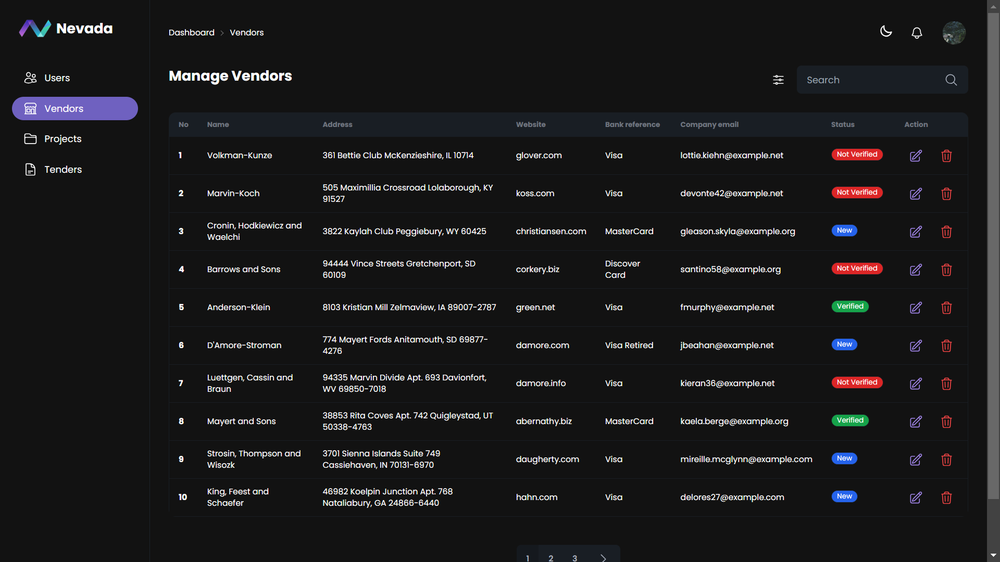 Nevada
Dashboard
Vendors
Users
Vendors
Projects
Tenders
Manage Vendors
Search
No Name Address Website Bank reference Company email Status Action
1 Volkman-Kunze 361 Bettie Club McKenzieshire, IL 10714 glover.com Visa lottie.kiehn@example.net Not Verified
2 Marvin-Koch 505 Maximillia Crossroad Lolaborough, KY
91527 koss.com Visa devonte42@example.net Not Verified
3 Cronin, Hodkiewicz and
Waelchi 3822 Kaylah Club Peggiebury, WY 60425 christiansen.com MasterCard gleason.skyla@example.org New
4 Barrows and Sons 94444 Vince Streets Gretchenport, SD
60109 corkery.biz Discover
Card santino58@example.org Not Verified
5 Anderson-Klein 8103 Kristian Mill Zelmaview, IA 89007-2787 green.net Visa fmurphy@example.net Verified
6 D'Amore-Stroman 774 Mayert Fords Anitamouth, SD 69877-
4276 damore.com Visa Retired jbeahan@example.net New
7 Luettgen, Cassin and
Braun 94335 Marvin Divide Apt. 693 Davionfort,
WV 69850-7018 damore.info Visa kieran36@example.net Not Verified
8 Mayert and Sons 38853 Rita Coves Apt. 742 Quigleystad, UT
50338-4763 abernathy.biz MasterCard kaela.berge@example.org Verified
9 Strosin, Thompson and
Wisozk 3701 Sienna Islands Suite 749
Cassiehaven, IN 70131-6970 daugherty.com Visa mireille.mcglynn@example.com New
10 King, Feest and
Schaefer 46982 Koelpin Junction Apt. 768
Nataliabury, GA 24866-6440 hahn.com Visa delores27@example.com New
1 2 3